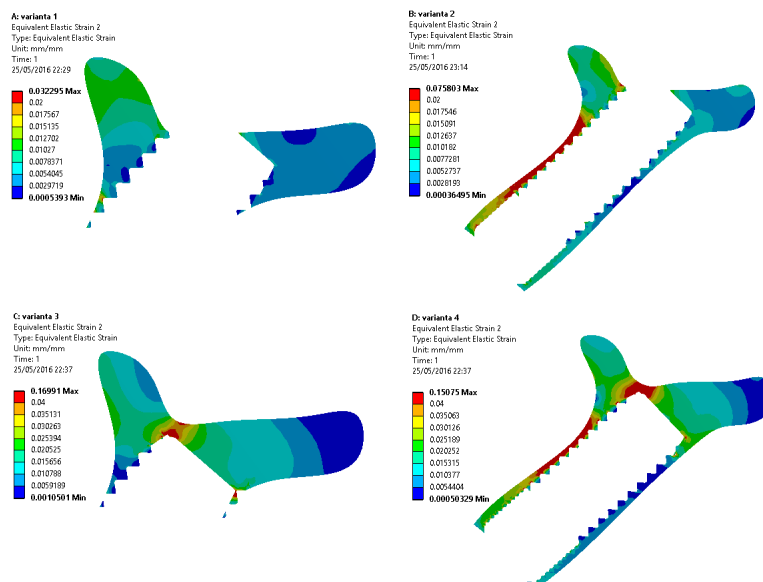 A: varianta 1
Equivalent Elastic Strain 2
Type: Equivalent Elastic Strain
Unit: mm/mm
Time: 1
25/05/2016 22:29
0.032295 Max
0.02
0.017567
0.015135
0.012702
0.01027
0.0078371
0.0054045
0.0029719
0.0005393 Min
B: varianta 2
Equivalent Elastic Strain 2
Type: Equivalent Elastic Strain
Unit: mm/mm
Time: 1
25/05/2016 23:14
0.075803 Max
0.02
0.017546
0.015091
0.012637
0.010182
0.0077281
0.0052737
0.0028193
0.00036495 Min
C: varianta 3
Equivalent Elastic Strain 2
Type: Equivalent Elastic Strain
Unit: mm/mm
Time: 1
25/05/2016 22:37
0.16991 Max
0.04
0.035131
0.030263
0.025394
0.020525
0.015656
0.010788
0.0059189
0.0010501 Min
D: varianta 4
Equivalent Elastic Strain 2
Type: Equivalent Elastic Strain
Unit: mm/mm
Time: 1
25/05/2016 22:37
0.15075 Max
0.04
0.035063
0.030126
0.025189
0.020252
0.015315
0.010377
0.0054404
0.00050329 Min